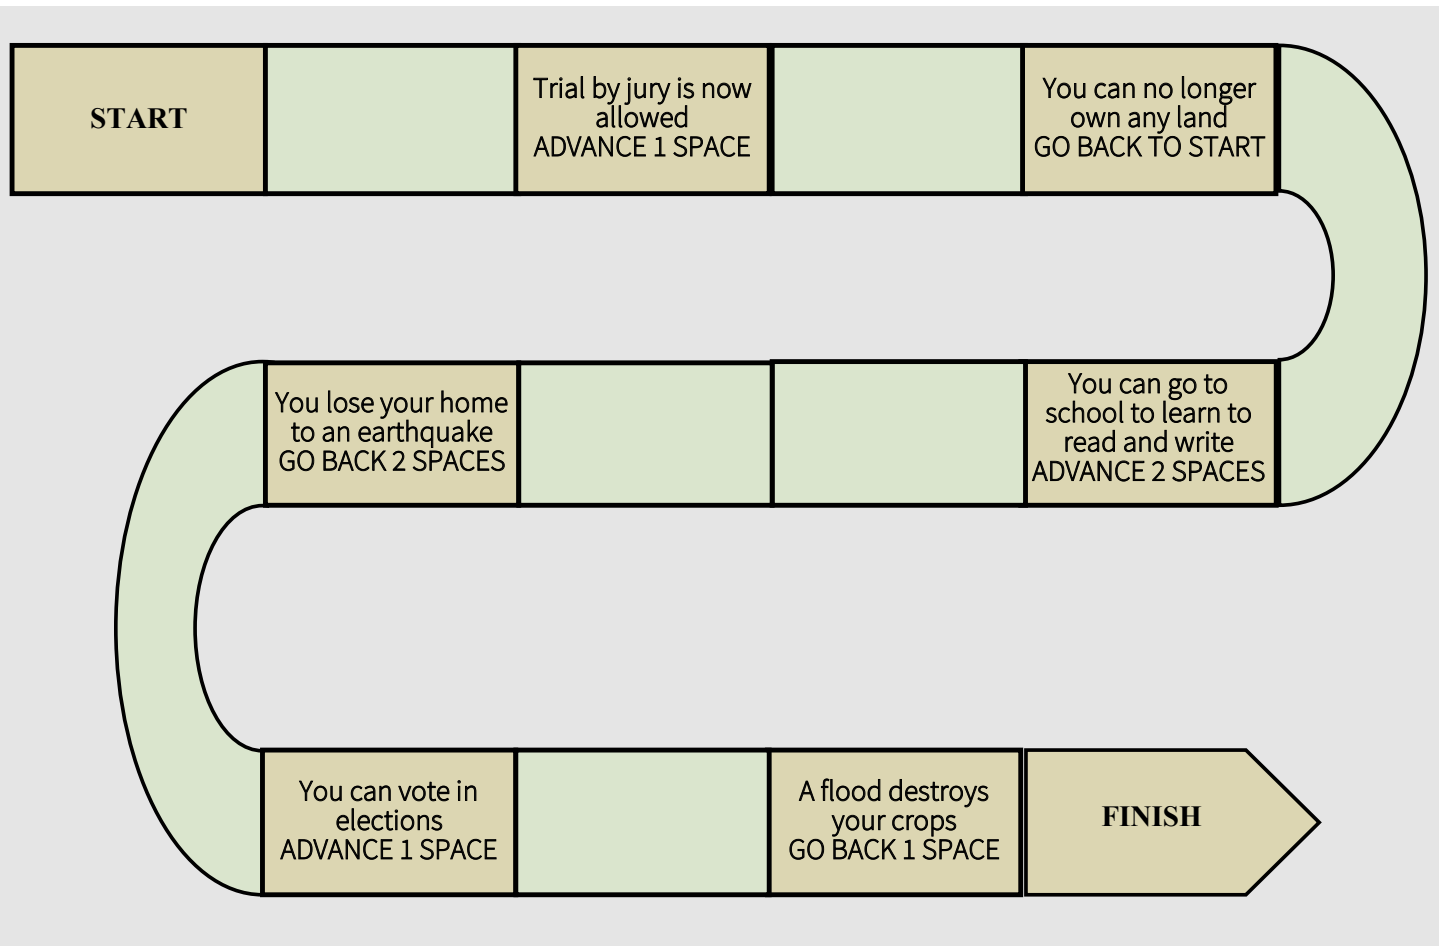 START
Trial by jury is now
allowed
ADVANCE 1 SPACE
You can no longer
own any land
GO BACK TO START
You can go to
school to learn to
read and write
ADVANCE 2 SPACES
You lose your home
to an earthquake
GO BACK 2 SPACES
You can vote in
elections
ADVANCE 1 SPACE
A flood destroys
your crops
GO BACK 1 SPACE
FINISH